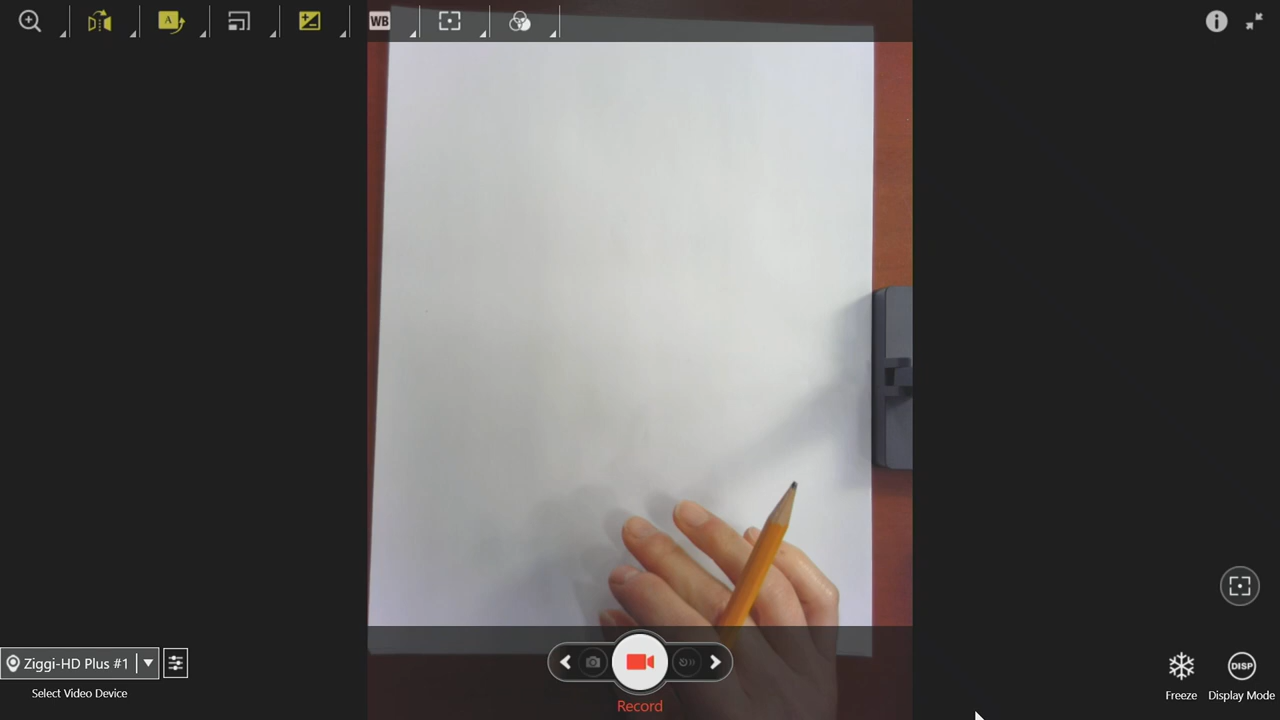 A
WB
i
Ziggi-HD Plus #1
Select Video Device
Record
Freeze
DISP
Display Mode